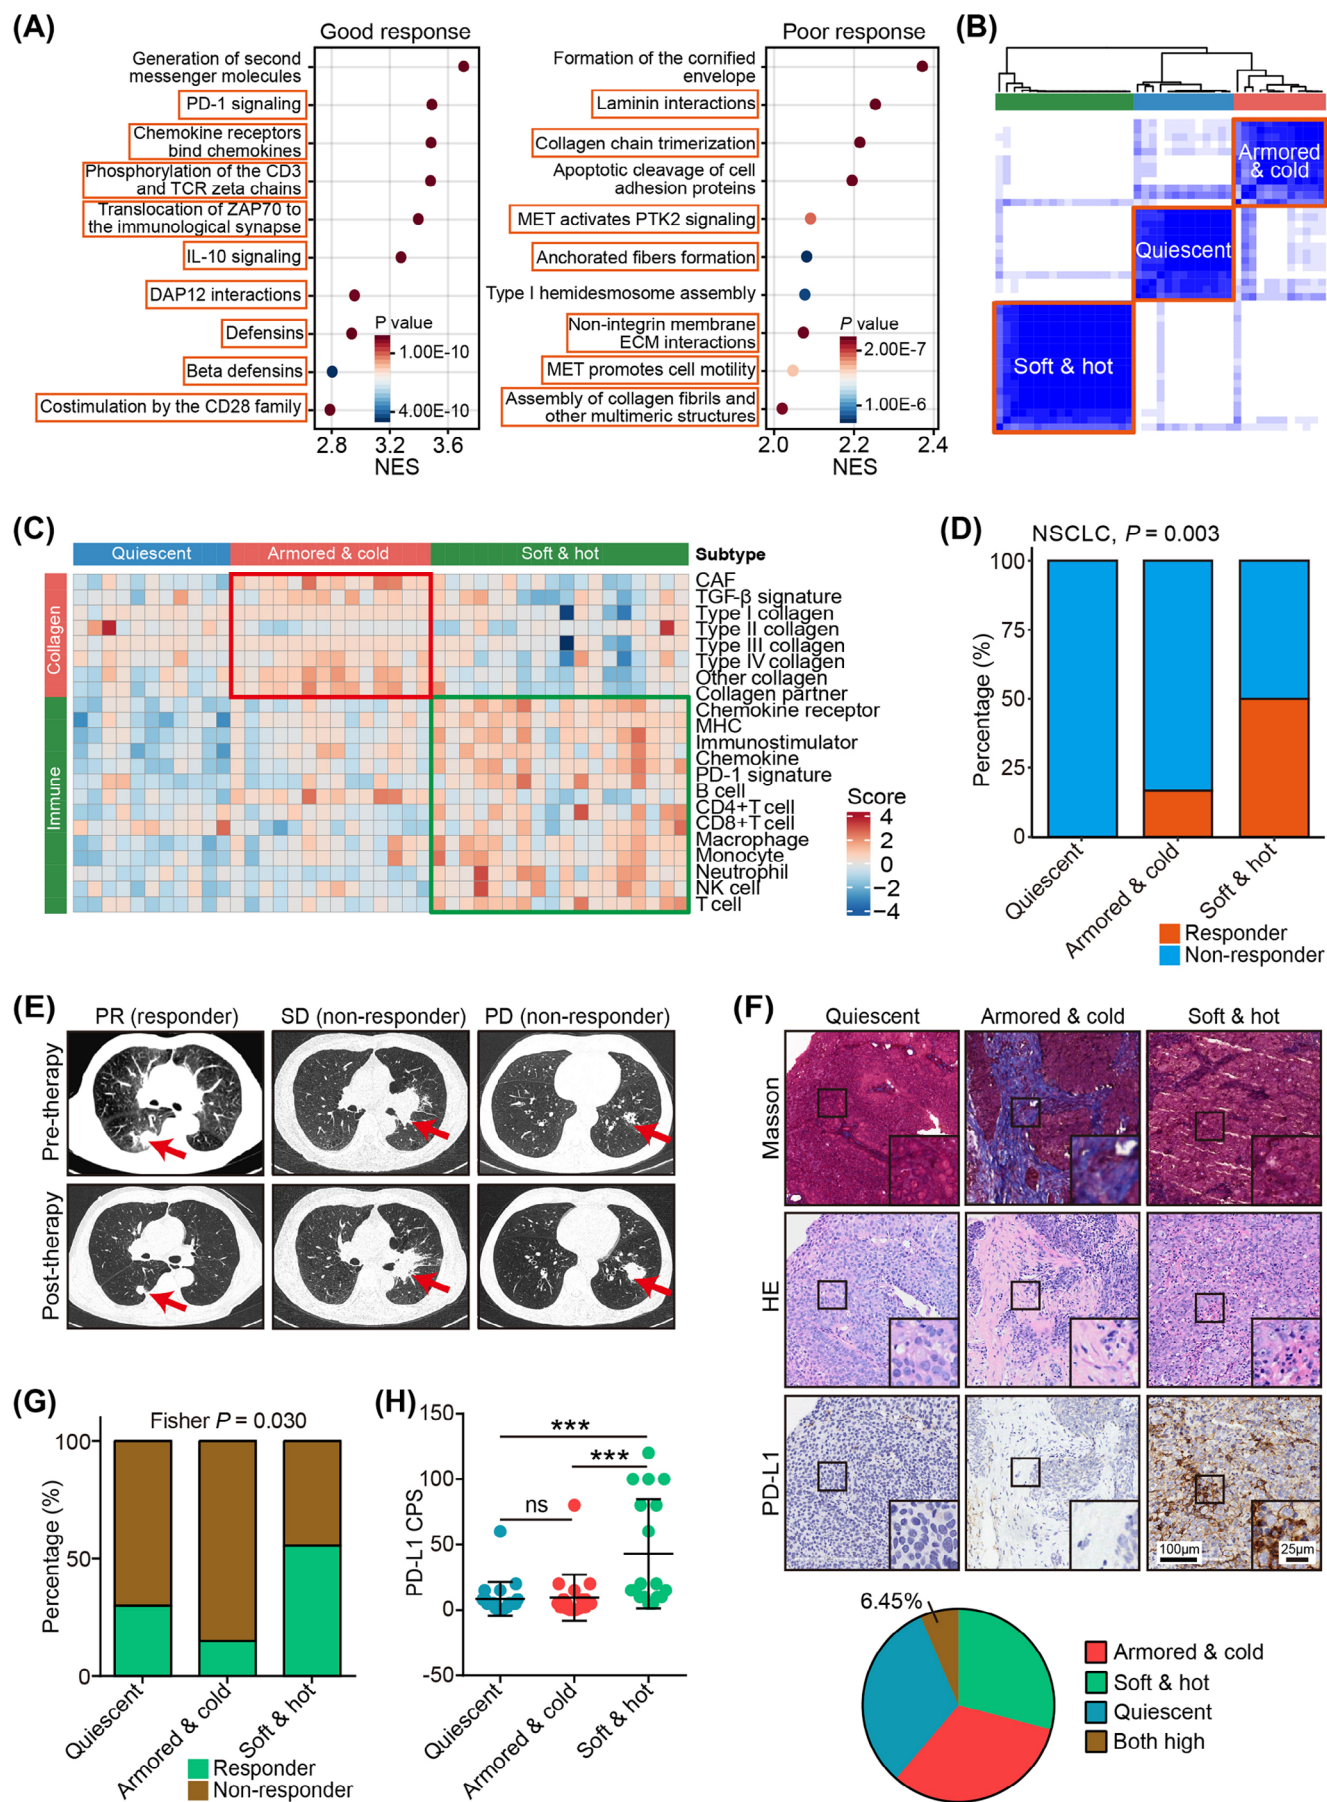 (A)
Good response
Generation of second
messenger molecules
PD-1 signaling
Chemokine receptors
bind chemokines
Phosphorylation of the CD3
and TCR zeta chains
Translocation of ZAP70 to
the immunological synapse
IL-10 signaling
DAP12 interactions
Defensins
Beta defensins
Costimulation by the CD28 family
P value
1.00E-10
4.00E-10
2.8 3.2 3.6
NES
Poor response
Formation of the cornified
envelope
Laminin interactions
Collagen chain trimerization
Apoptotic cleavage of cell
adhesion proteins
MET activates PTK2 signaling
Anchorated fibers formation
Type I hemidesmosome assembly
Non-integrin membrane
ECM interactions
MET promotes cell motility
Assembly of collagen fibrils and
other multimeric structures
P value
2.00E-7
1.00E-6
2.0 2.2 2.4
NES
(B)
Armored
& cold
Quiescent
Soft & hot
(C)
Quiescent Armored & cold Soft & hot Subtype
Collagen
Immune
CAF
TGF-β signature
Type I collagen
Type II collagen
Type III collagen
Type IV collagen
Other collagen
Collagen partner
Chemokine receptor
MHC
Immunostimulator
Chemokine
PD-1 signature
B cell
CD4+T cell
CD8+T cell
Macrophage
Monocyte
Neutrophil
NK cell
T cell
Score
4
2
0
−2
−4
(D)
NSCLC, P = 0.003
Percentage (%)
100
75
50
25
0
Quiescent
Armored & cold
Soft & hot
Responder
Non-responder
(E)
PR (responder) SD (non-responder) PD (non-responder)
Pre-therapy
Post-therapy
(F)
Quiescent Armored & cold Soft & hot
Masson
HE
PD-L1
100μm 25μm
6.45%
Armored & cold
Soft & hot
Quiescent
Both high
(G)
Fisher P = 0.030
Percentage (%)
100
50
0
Quiescent
Armored & cold
Soft & hot
Responder
Non-responder
(H)
PD-L1 CPS
150
100
50
0
-50
***
***
ns
Quiescent
Armored & cold
Soft & hot